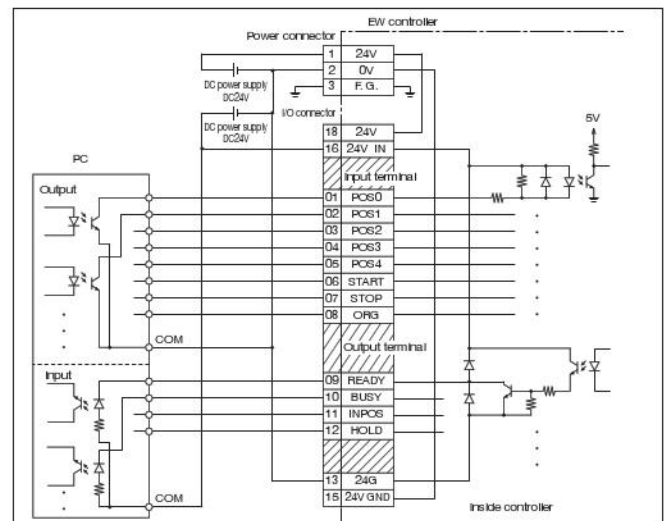 EW controller
Power connector
1 24V
2 0V
3 F.G.
DC power supply
DC24V
I/O connector
DC power supply
DC24V
18 24V
16 24V IN
5V
PC
Input terminal
Output
01 POS0
02 POS1
03 POS2
04 POS3
05 POS4
06 START
07 STOP
08 ORG
COM
Output terminal
Input
09 READY
10 BUSY
11 INPOS
12 HOLD
13 24G
COM
15 24V GND
Inside controller